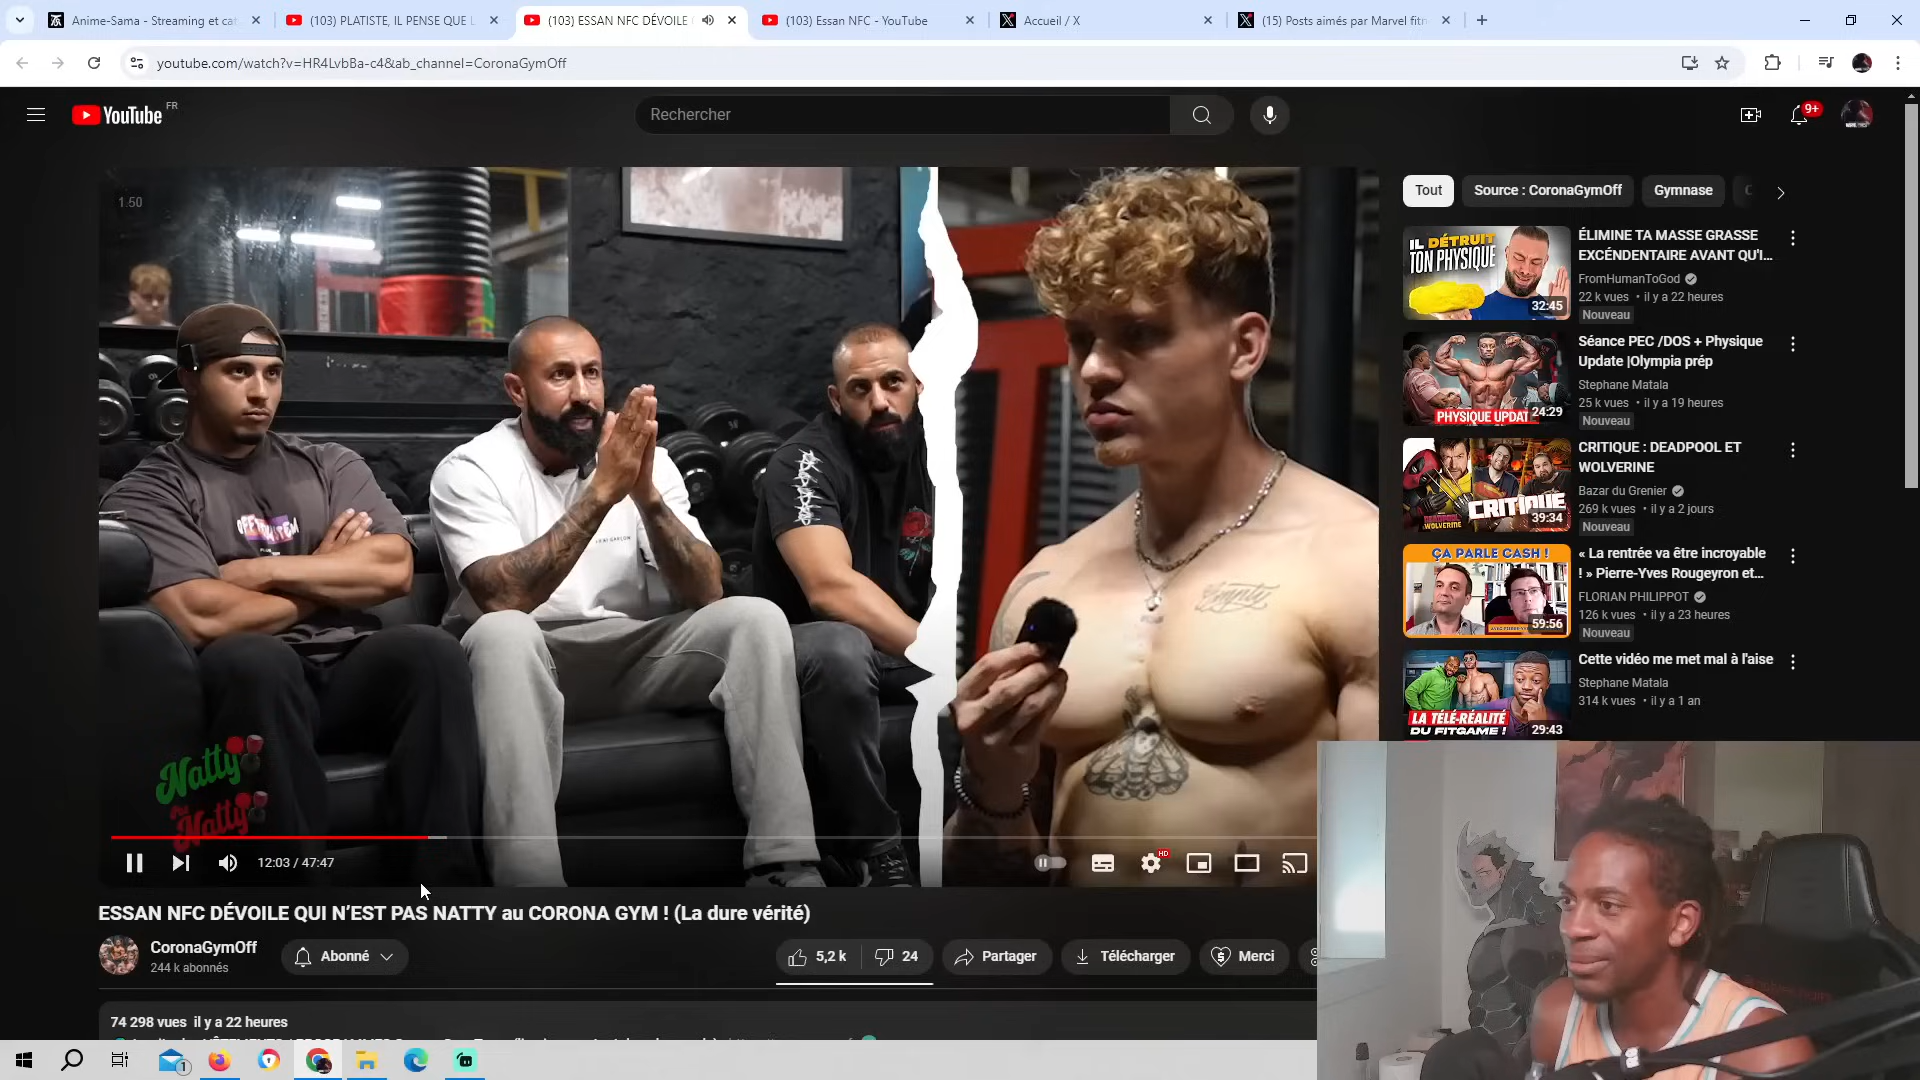 Anime-Sama - Streaming et cat
(103) PLATISTE, IL PENSE QUE L
(103) ESSAN NFC DÉVOILE
(103) Essan NFC - YouTube
Accueil / X
(15) Posts aimés par Marvel fitn
youtube.com/watch?v=HR4LvbBa-c4&ab_channel=CoronaGymOff
YouTube FR
Rechercher
9+
1:50
Tout
Source : CoronaGymOff
Gymnase
IL DÉTRUIT
TON PHYSIQUE
32:45
ÉLIMINE TA MASSE GRASSE
EXCÉNDENTAIRE AVANT QU'I...
FromHumanToGod
22 k vues • il y a 22 heures
Nouveau
PHYSIQUE UPDAT
24:29
Séance PEC /DOS + Physique
Update |Olympia prép
Stephane Matala
25 k vues • il y a 19 heures
Nouveau
CRITIQUE
39:34
CRITIQUE : DEADPOOL ET
WOLVERINE
Bazar du Grenier
269 k vues • il y a 2 jours
Nouveau
ÇA PARLE CASH !
59:56
« La rentrée va être incroyable
! » Pierre-Yves Rougeyron et...
FLORIAN PHILIPPOT
126 k vues • il y a 23 heures
Nouveau
LA TÉLÉ-RÉALITÉ
DU FITGAME !
29:43
Cette vidéo me met mal à l'aise
Stephane Matala
314 k vues • il y a 1 an
Empty
Natty
Natty
12:03 / 47:47
HD
ESSAN NFC DÉVOILE QUI N'EST PAS NATTY au CORONA GYM ! (La dure vérité)
CoronaGymOff
244 k abonnés
Abonné
5,2 k
24
Partager
Télécharger
Merci
74 298 vues il y a 22 heures
1